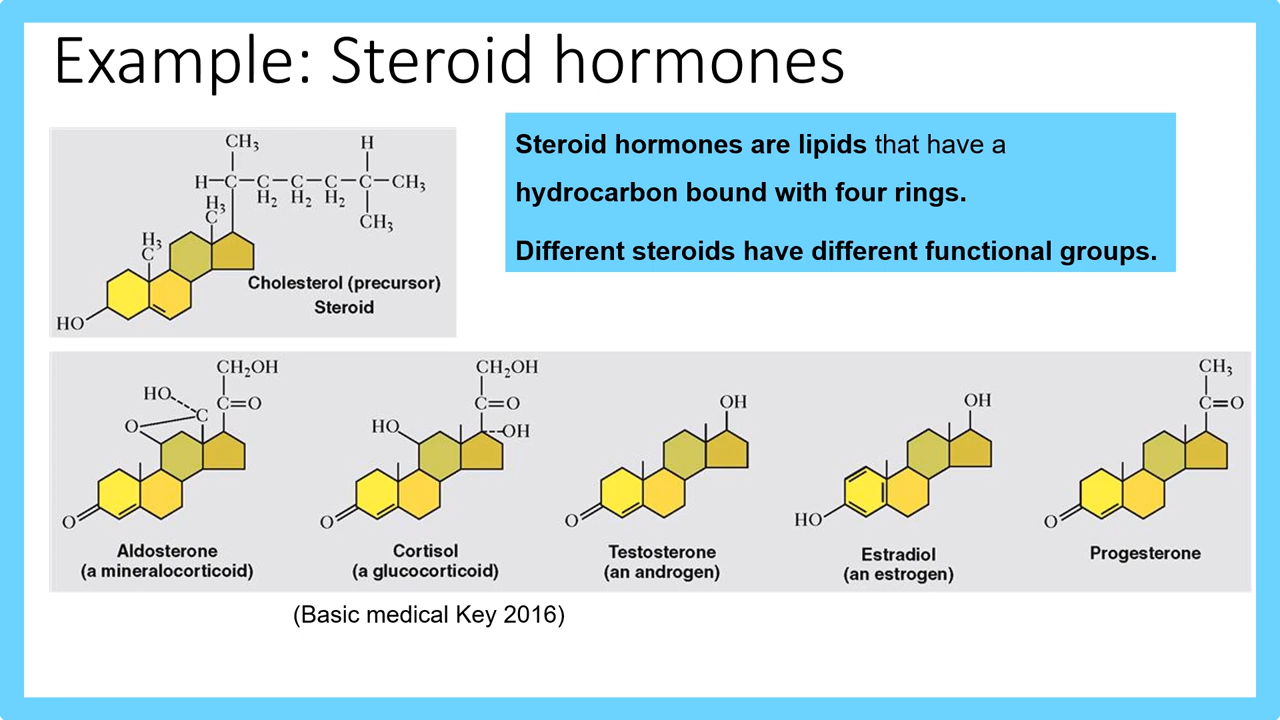 Example: Steroid hormones
Steroid hormones are lipids that have a
hydrocarbon bound with four rings.
Different steroids have different functional groups.
CH₃ H
H–C–C–C–C–C–CH₃
H₂ H₂ H₂
H₃
C
CH₃
H₃
C
HO
Cholesterol (precursor)
Steroid
CH₂OH
HO
C=O
C
O
O
Aldosterone
(a mineralocorticoid)
CH₂OH
C=O
HO
OH
O
Cortisol
(a glucocorticoid)
OH
O
Testosterone
(an androgen)
OH
HO
Estradiol
(an estrogen)
CH₃
C=O
O
Progesterone
(Basic medical Key 2016)